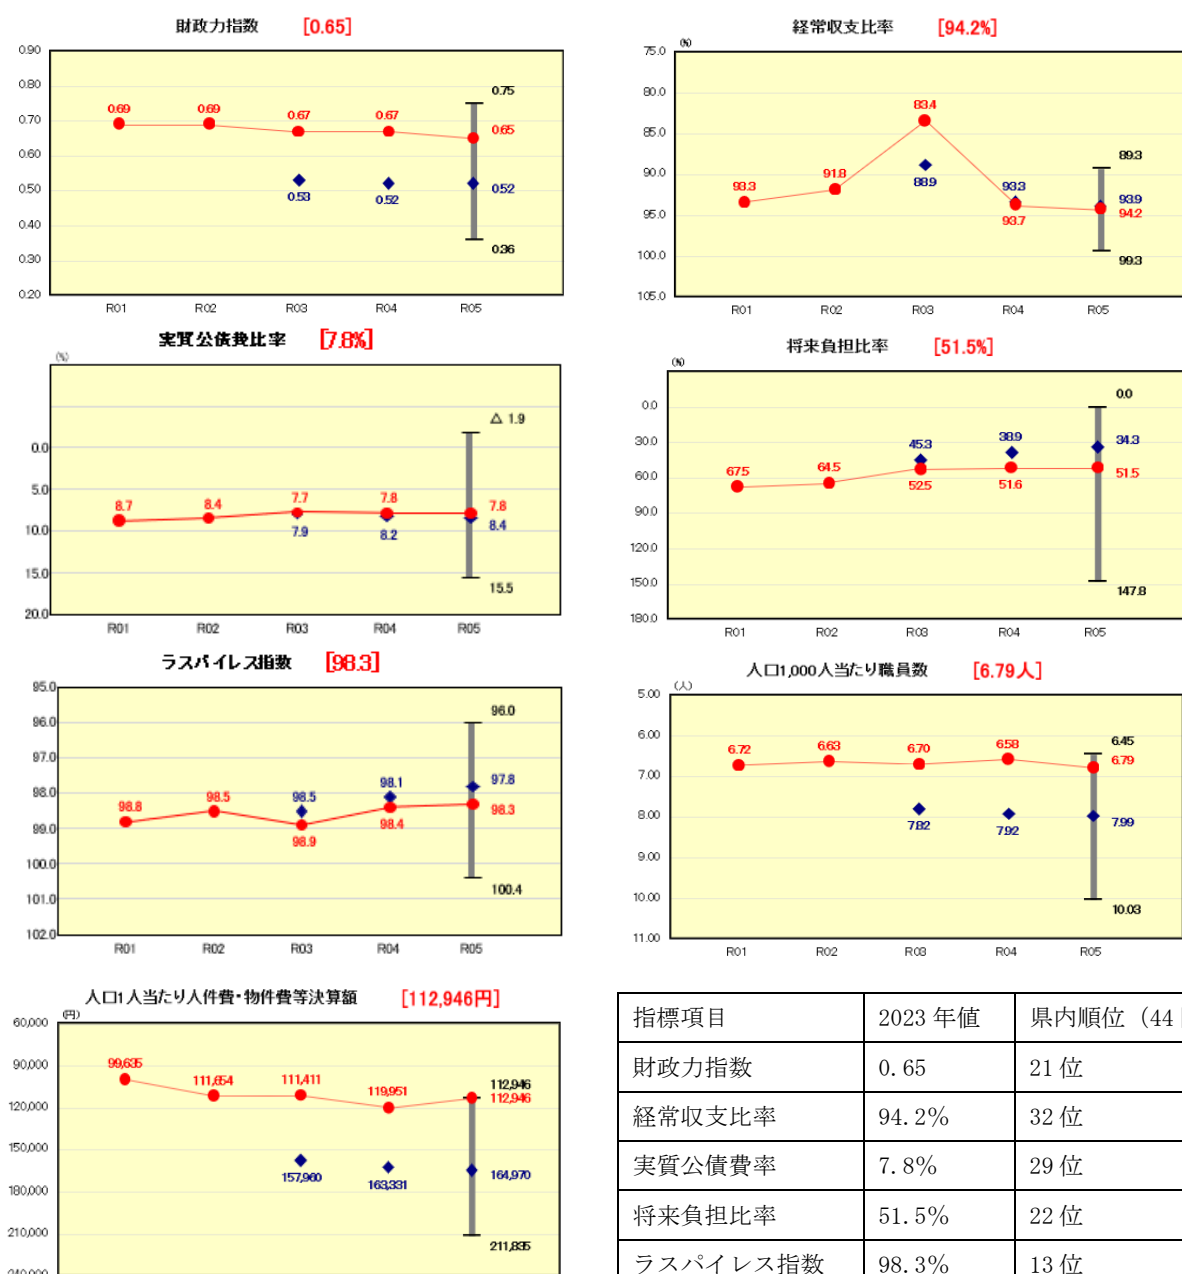 財政力指数 [0.65]
0.90
0.80
0.70
0.60
0.50
0.40
0.30
0.20
0.69 0.69 0.67 0.67 0.65
0.53 0.52 0.52
0.75
0.36
R01 R02 R03 R04 R05
経常収支比率 [94.2%]
(%)
75.0
80.0
85.0
90.0
95.0
100.0
105.0
93.3 91.8 83.4 93.7 94.2
88.9 93.3 93.9
89.3
99.3
R01 R02 R03 R04 R05
実質公債費比率 [7.8%]
(%)
0.0
5.0
10.0
15.0
20.0
8.7 8.4 7.7 7.8 7.8
7.9 8.2 8.4
△ 1.9
15.5
R01 R02 R03 R04 R05
将来負担比率 [51.5%]
(%)
0.0
30.0
60.0
90.0
120.0
150.0
180.0
67.5 64.5 52.5 51.6 51.5
45.3 38.9 34.3
0.0
147.8
R01 R02 R03 R04 R05
ラスパイレス指数 [98.3]
95.0
96.0
97.0
98.0
99.0
100.0
101.0
102.0
98.8 98.5 98.9 98.4 98.3
98.5 98.1 97.8
96.0
100.4
R01 R02 R03 R04 R05
人口1,000人当たり職員数 [6.79人]
(人)
5.00
6.00
7.00
8.00
9.00
10.00
11.00
6.72 6.63 6.70 6.58 6.79
7.82 7.92 7.99
6.45
10.03
R01 R02 R03 R04 R05
人口1人当たり人件費・物件費等決算額 [112,946円]
(円)
60,000
90,000
120,000
150,000
180,000
210,000
240,000
99,635 111,654 111,411 119,951 112,946
157,960 163,331 164,970
112,946
211,835
指標項目 2023 年値 県内順位（44
財政力指数 0.65 21 位
経常収支比率 94.2% 32 位
実質公債費率 7.8% 29 位
将来負担比率 51.5% 22 位
ラスパイレス指数 98.3% 13 位